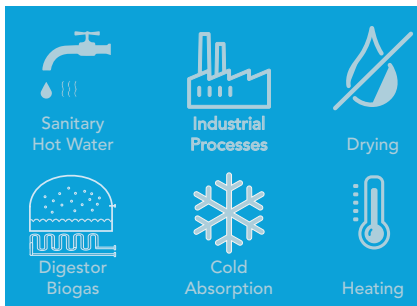 Sanitary
Hot Water
Industrial
Processes
Drying
Digestor
Biogas
Cold
Absorption
Heating